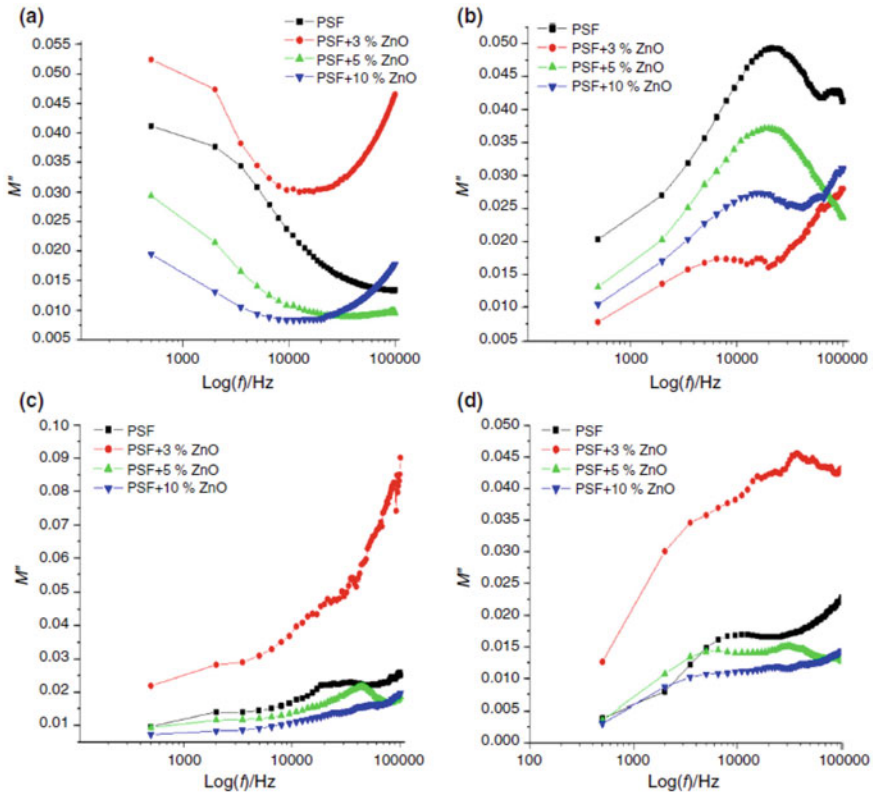 (a)
PSF
PSF+3 % ZnO
PSF+5 % ZnO
PSF+10 % ZnO
0.055
0.050
0.045
0.040
0.035
0.030
0.025
0.020
0.015
0.010
0.005
M″
1000
10000
100000
Log(f)/Hz
(b)
PSF
PSF+3 % ZnO
PSF+5 % ZnO
PSF+10 % ZnO
0.050
0.045
0.040
0.035
0.030
0.025
0.020
0.015
0.010
0.005
M″
1000
10000
100000
Log(f)/Hz
(c)
PSF
PSF+3 % ZnO
PSF+5 % ZnO
PSF+10 % ZnO
0.10
0.09
0.08
0.07
0.06
0.05
0.04
0.03
0.02
0.01
M″
1000
10000
100000
Log(f)/Hz
(d)
PSF
PSF+3 % ZnO
PSF+5 % ZnO
PSF+10 % ZnO
0.050
0.045
0.040
0.035
0.030
0.025
0.020
0.015
0.010
0.005
0.000
M″
100
1000
10000
100000
Log(f)/Hz